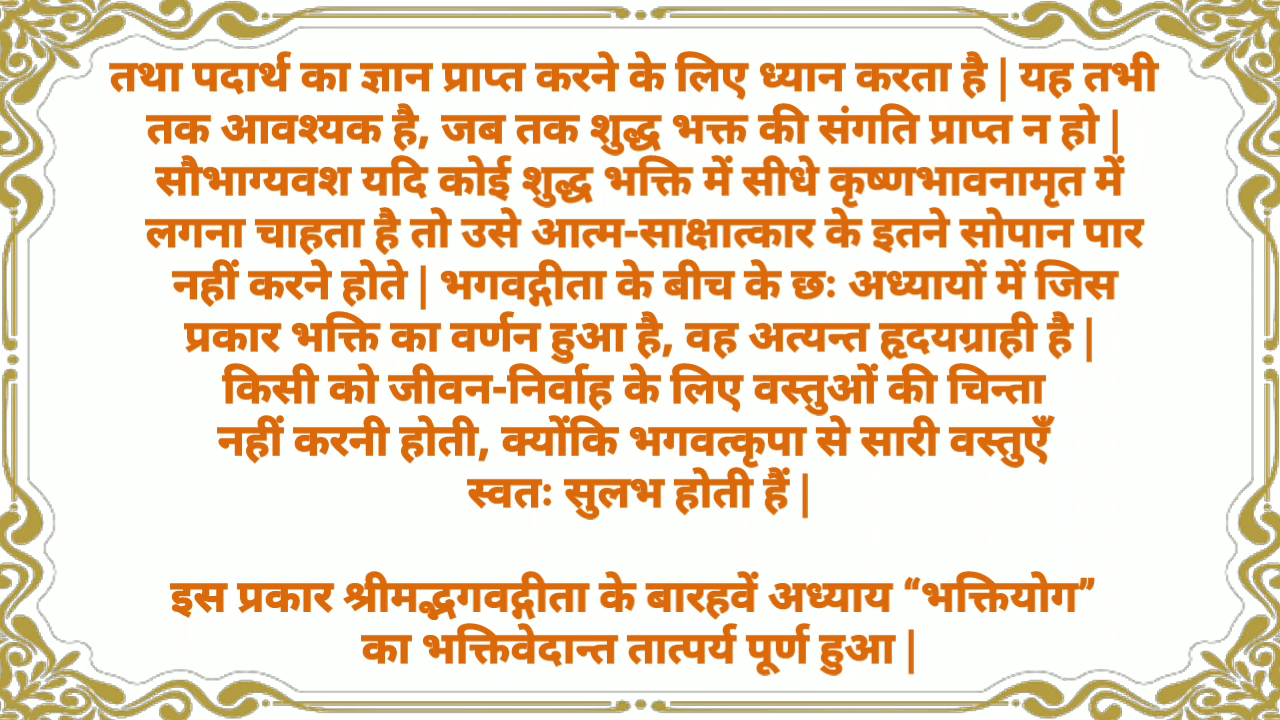 तथा पदार्थ का ज्ञान प्राप्त करने के लिए ध्यान करता है | यह तभी
तक आवश्यक है, जब तक शुद्ध भक्त की संगति प्राप्त न हो |
सौभाग्यवश यदि कोई शुद्ध भक्ति में सीधे कृष्णभावनामृत में
लगना चाहता है तो उसे आत्म-साक्षात्कार के इतने सोपान पार
नहीं करने होते | भगवद्गीता के बीच के छः अध्यायों में जिस
प्रकार भक्ति का वर्णन हुआ है, वह अत्यन्त हृदयग्राही है |
किसी को जीवन-निर्वाह के लिए वस्तुओं की चिन्ता
नहीं करनी होती, क्योंकि भगवत्कृपा से सारी वस्तुएँ
स्वतः सुलभ होती हैं |
इस प्रकार श्रीमद्भगवद्गीता के बारहवें अध्याय “भक्तियोग”
का भक्तिवेदान्त तात्पर्य पूर्ण हुआ |